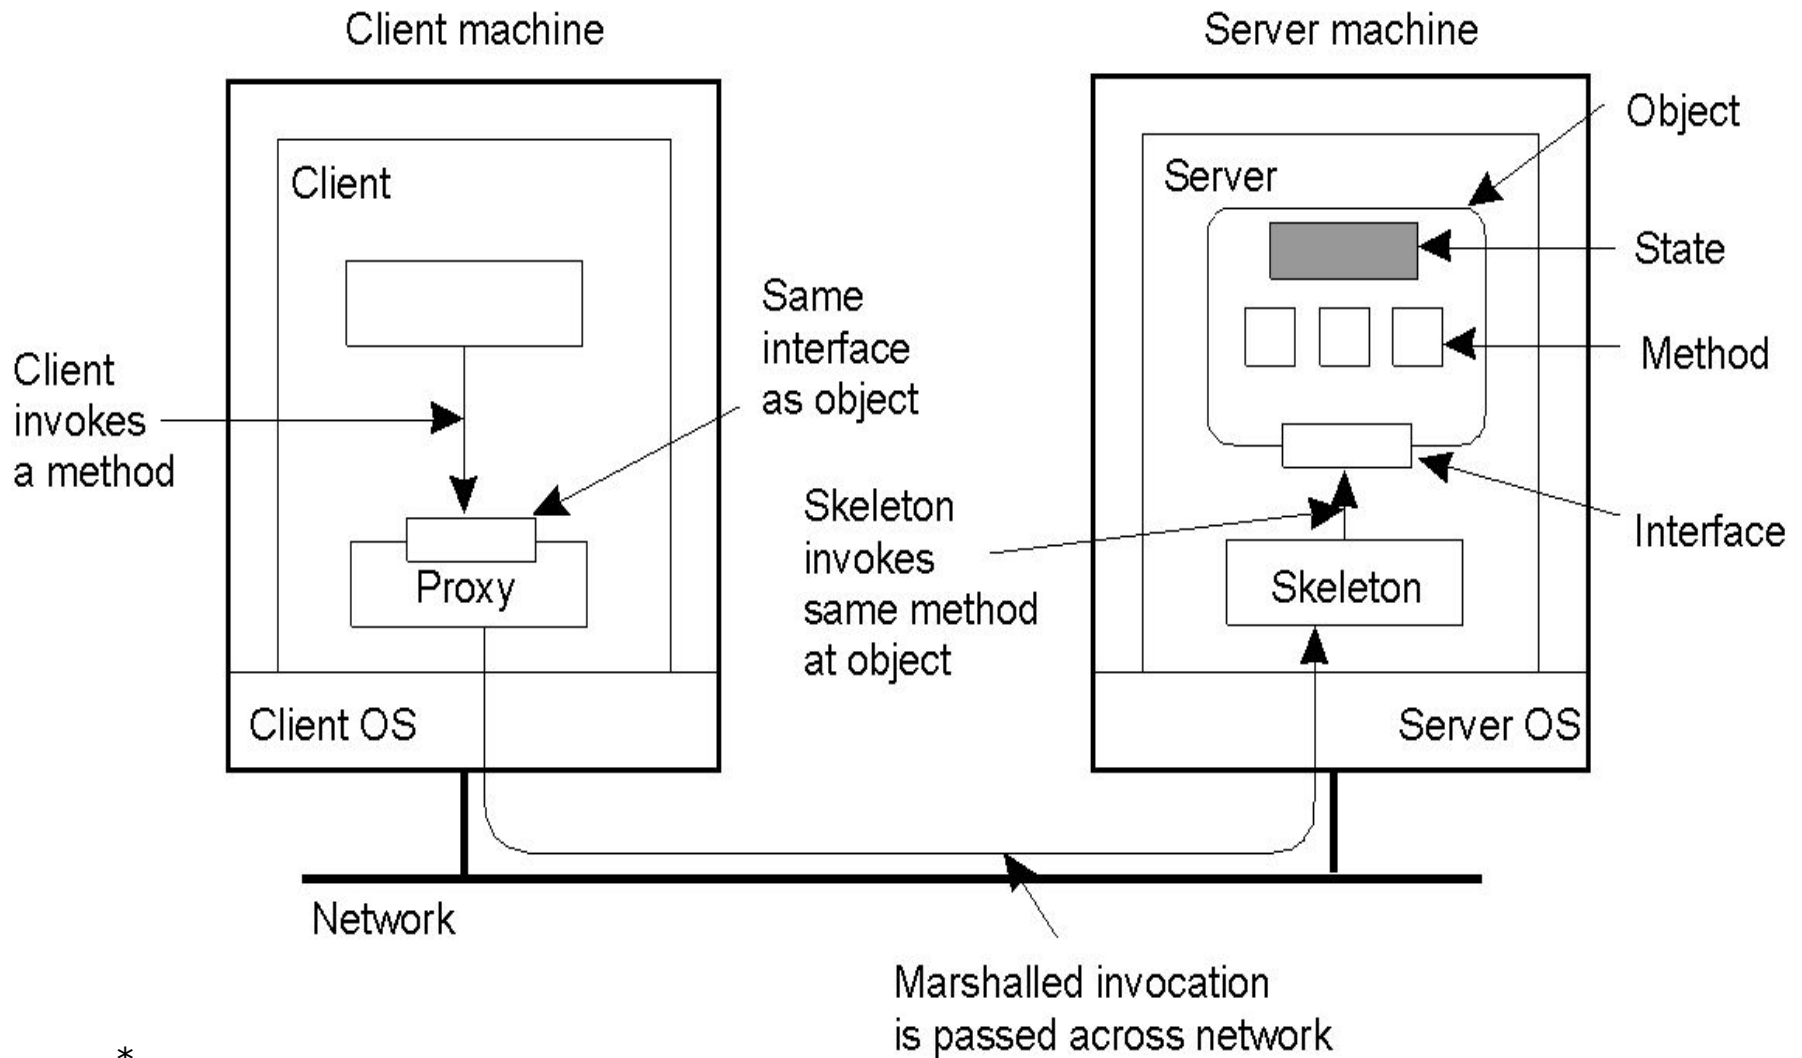 Client machine
Server machine
Object
Client
Server
State
Same
interface
as object
Method
Client
invokes
a method
Skeleton
invokes
same method
at object
Interface
Proxy
Skeleton
Client OS
Server OS
Network
Marshalled invocation
is passed across network
*